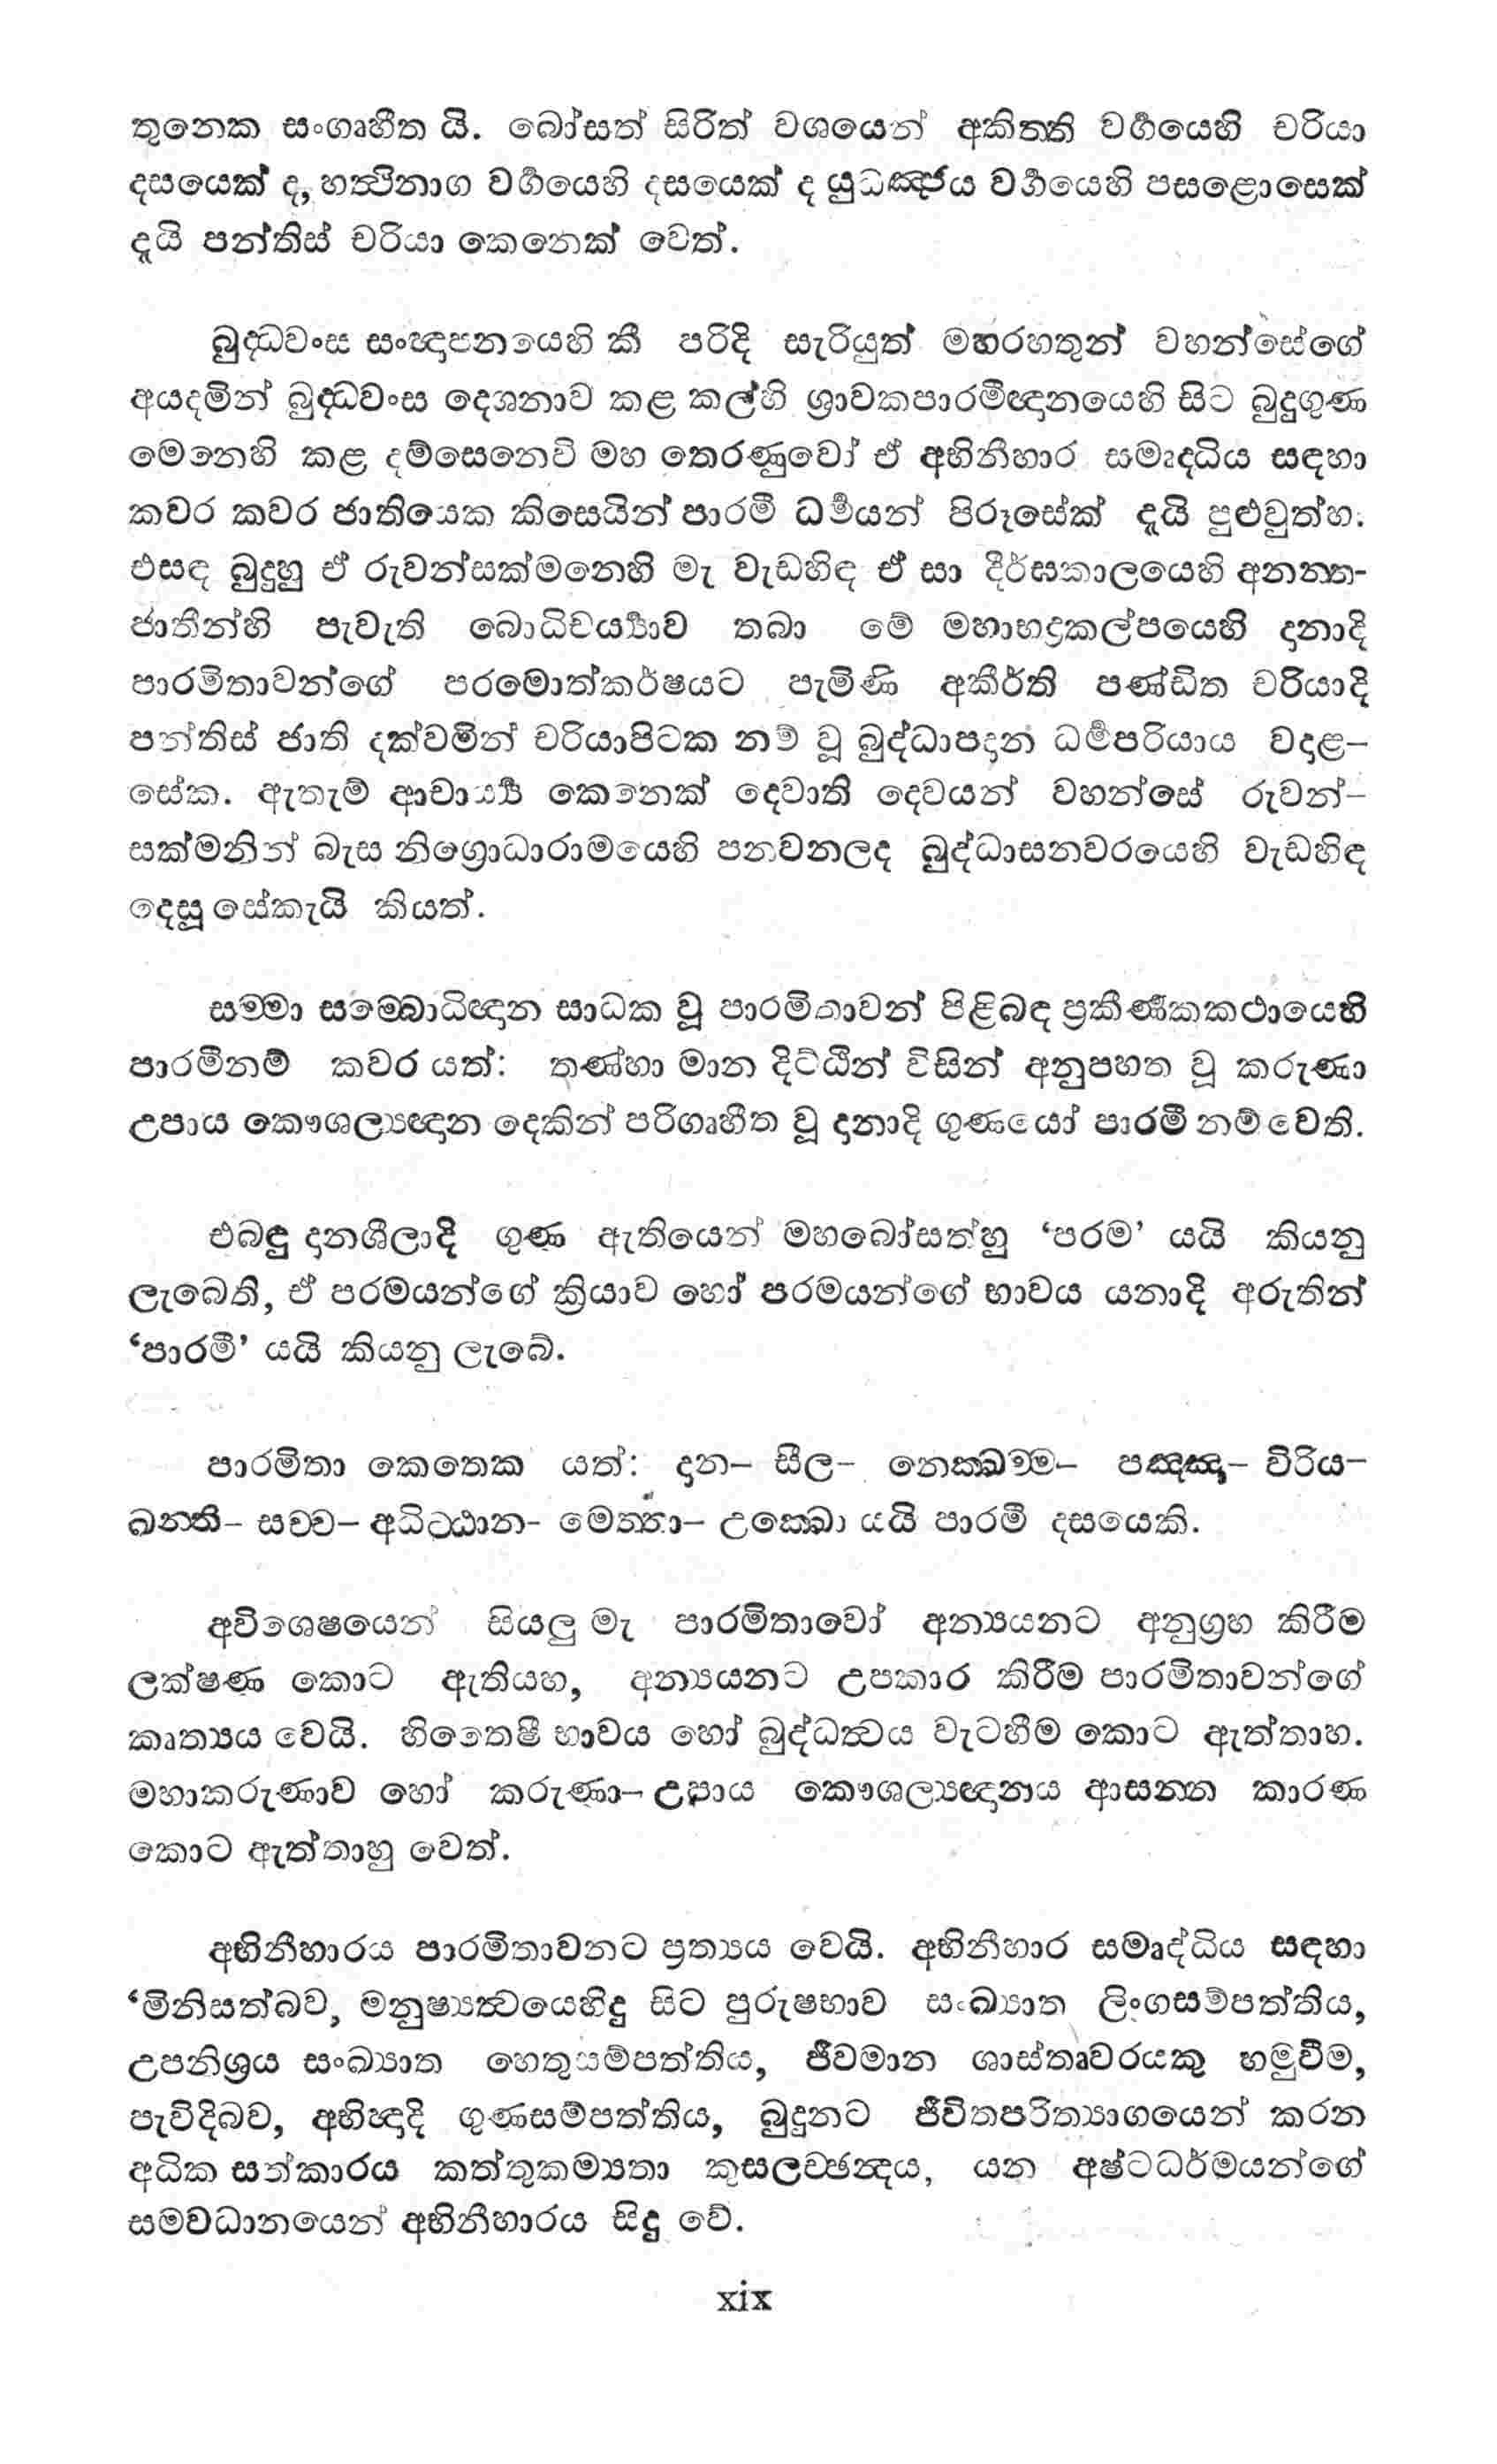 තුනෙක සංගෘහීත යි. බෝසත් සිරිත් වශයෙන් අකිත්ති වර්‍ගයෙහි චරියා
දසයෙක් ද, හත්‍ථිනාග වර්‍ගයෙහි දසයෙක් ද යුධඤ්ජය වර්‍ගයෙහි පසළොසෙක්
දැයි පන්තිස් චරියා කෙනෙක් වෙත්.
බුද්ධවංස සංඥාපනයෙහි කී පරිදි සැරියුත් මහරහතුන් වහන්සේගේ
අයදමින් බුද්ධවංස දෙශනාව කළ කල්හි ශ්‍රාවකපාරමිඥානයෙහි සිට බුදුගුණ
මෙනෙහි කළ දම්සෙනෙවි මහ තෙරණුවෝ ඒ අභිනීහාර සමෘද්ධිය සඳහා
කවර කවර ජාතියෙක කිසෙයින් පාරමී ධර්‍මයන් පිරූසේක් දැයි පුළුවුත්හ.
එසඳ බුදුහු ඒ රුවන්සක්මනෙහි මැ වැඩහිඳ ඒ සා දීර්ඝකාලයෙහි අනන්ත-
ජාතීන්හි පැවැති බොධිචර්‍ය්‍යාව තබා මේ මහාභද්‍රකල්පයෙහි දානාදි
පාරමිතාවන්ගේ පරමොත්කර්ෂයට පැමිණි අකීර්ති පණ්ඩිත චරියාදි
පන්තිස් ජාති දක්වමින් චරියාපිටක නම් වූ බුද්ධාපදාන ධර්‍මපරියාය වදාළ-
සේක. ඇතැම් ආචාර්‍ය්‍ය කෙනෙක් දෙවාති දෙවයන් වහන්සේ රුවන්-
සක්මනින් බැස නිග්‍රොධාරාමයෙහි පනවනලද බුද්ධාසනවරයෙහි වැඩහිඳ
දෙසූ සේකැයි කියත්.
සම්මා සම්බොධිඥාන සාධක වූ පාරමිතාවන් පිළිබඳ ප්‍රකීර්‍ණකකථායෙහි
පාරමීනම් කවර යත්: තණ්හා මාන දිට්ඨීන් විසින් අනුපහත වූ කරුණා
උපාය කෞශල්‍යඥාන දෙකින් පරිගෘහීත වූ දානාදි ගුණයෝ පාරමී නම් වෙති.
එබඳු දානශීලාදි ගුණ ඇතියෙන් මහබෝසත්හු ‘පරම’ යයි කියනු
ලැබෙති, ඒ පරමයන්ගේ ක්‍රියාව හෝ පරමයන්ගේ භාවය යනාදි අරුතින්
‘පාරමී’ යයි කියනු ලැබේ.
පාරමිතා කෙතෙක යත්: දාන- සීල- නෙක්ඛම්ම- පඤ්ඤා- විරිය-
ඛන්ති- සච්ච- අධිට්ඨාන- මෙත්තා- උපෙක්ඛා යයි පාරමී දසයෙකි.
අවිශෙෂයෙන් සියලු මැ පාරමිතාවෝ අන්‍යයනට අනුග්‍රහ කිරීම
ලක්ෂණ කොට ඇතියහ, අන්‍යයනට උපකාර කිරීම පාරමිතාවන්ගේ
කෘත්‍යය වෙයි. හිතෛෂී භාවය හෝ බුද්ධත්‍වය වැටහීම කොට ඇත්තාහ.
මහාකරුණාව හෝ කරුණා- උපාය කෞශල්‍යඥානය ආසන්න කාරණ
කොට ඇත්තාහු වෙත්.
අභිනීහාරය පාරමිතාවනට ප්‍රත්‍යය වෙයි. අභිනීහාර සමෘද්ධිය සඳහා
‘මිනිසත්බව, මනුෂ්‍යත්‍වයෙහිදු සිට පුරුෂභාව සංඛ්‍යාත ලිංගසම්පත්තිය,
උපනිශ්‍රය සංඛ්‍යාත හෙතුසම්පත්තිය, ජීවමාන ශාස්තෘවරයකු හමුවීම,
පැවිදිබව, අභිඥාදි ගුණසම්පත්තිය, බුදුනට ජීවිතපරිත්‍යාගයෙන් කරන
අධික සත්කාරය කත්තුකම්‍යතා කුසලච්ඡන්‍දය, යන අෂ්ටධර්මයන්ගේ
සමවධානයෙන් අභිනීහාරය සිදු වේ.
xix